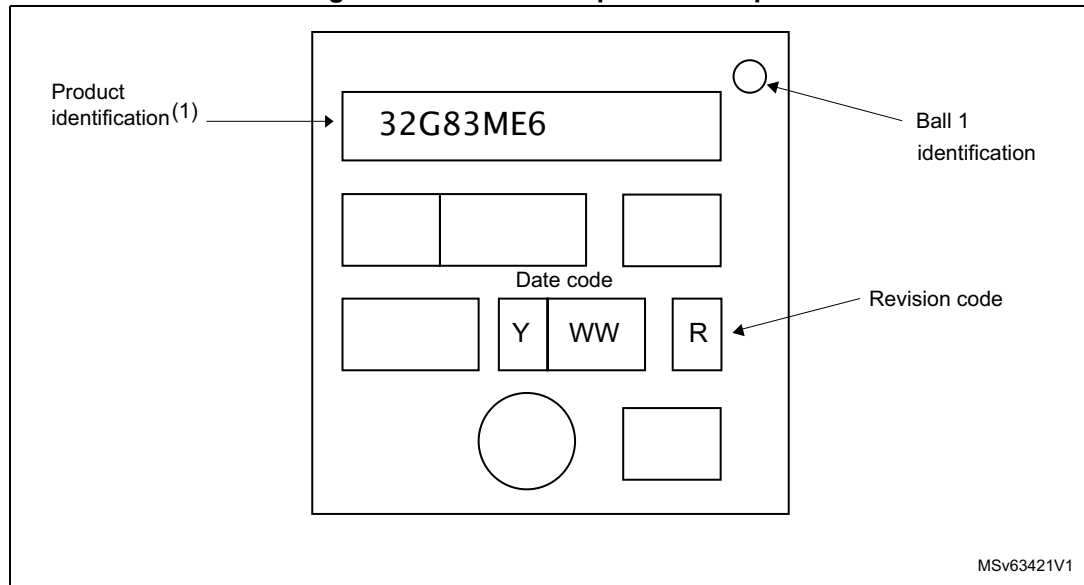 Product
identification(1)
32G83ME6
Ball 1
identification
Date code
Y WW R
Revision code
MSv63421V1